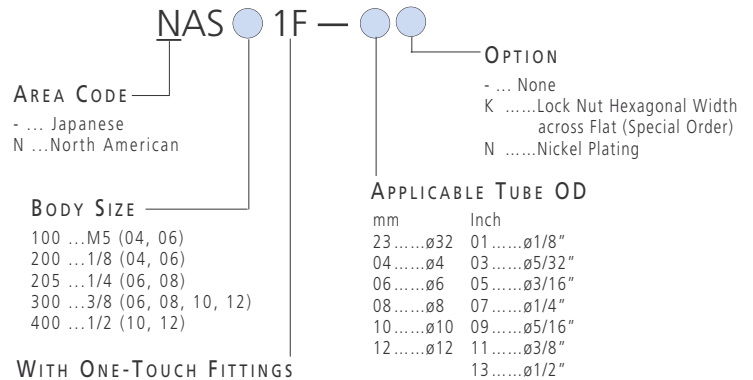 NAS 1F — 
AREA CODE
- ... Japanese
N ...North American
OPTION
- ... None
K ......Lock Nut Hexagonal Width
across Flat (Special Order)
N ......Nickel Plating
BODY SIZE
100 ...M5 (04, 06)
200 ...1/8 (04, 06)
205 ...1/4 (06, 08)
300 ...3/8 (06, 08, 10, 12)
400 ...1/2 (10, 12)
APPLICABLE TUBE OD
mm Inch
23......ø32 01......ø1/8"
04......ø4 03......ø5/32"
06......ø6 05......ø3/16"
08......ø8 07......ø1/4"
10......ø10 09......ø5/16"
12......ø12 11......ø3/8"
13......ø1/2"
WITH ONE-TOUCH FITTINGS